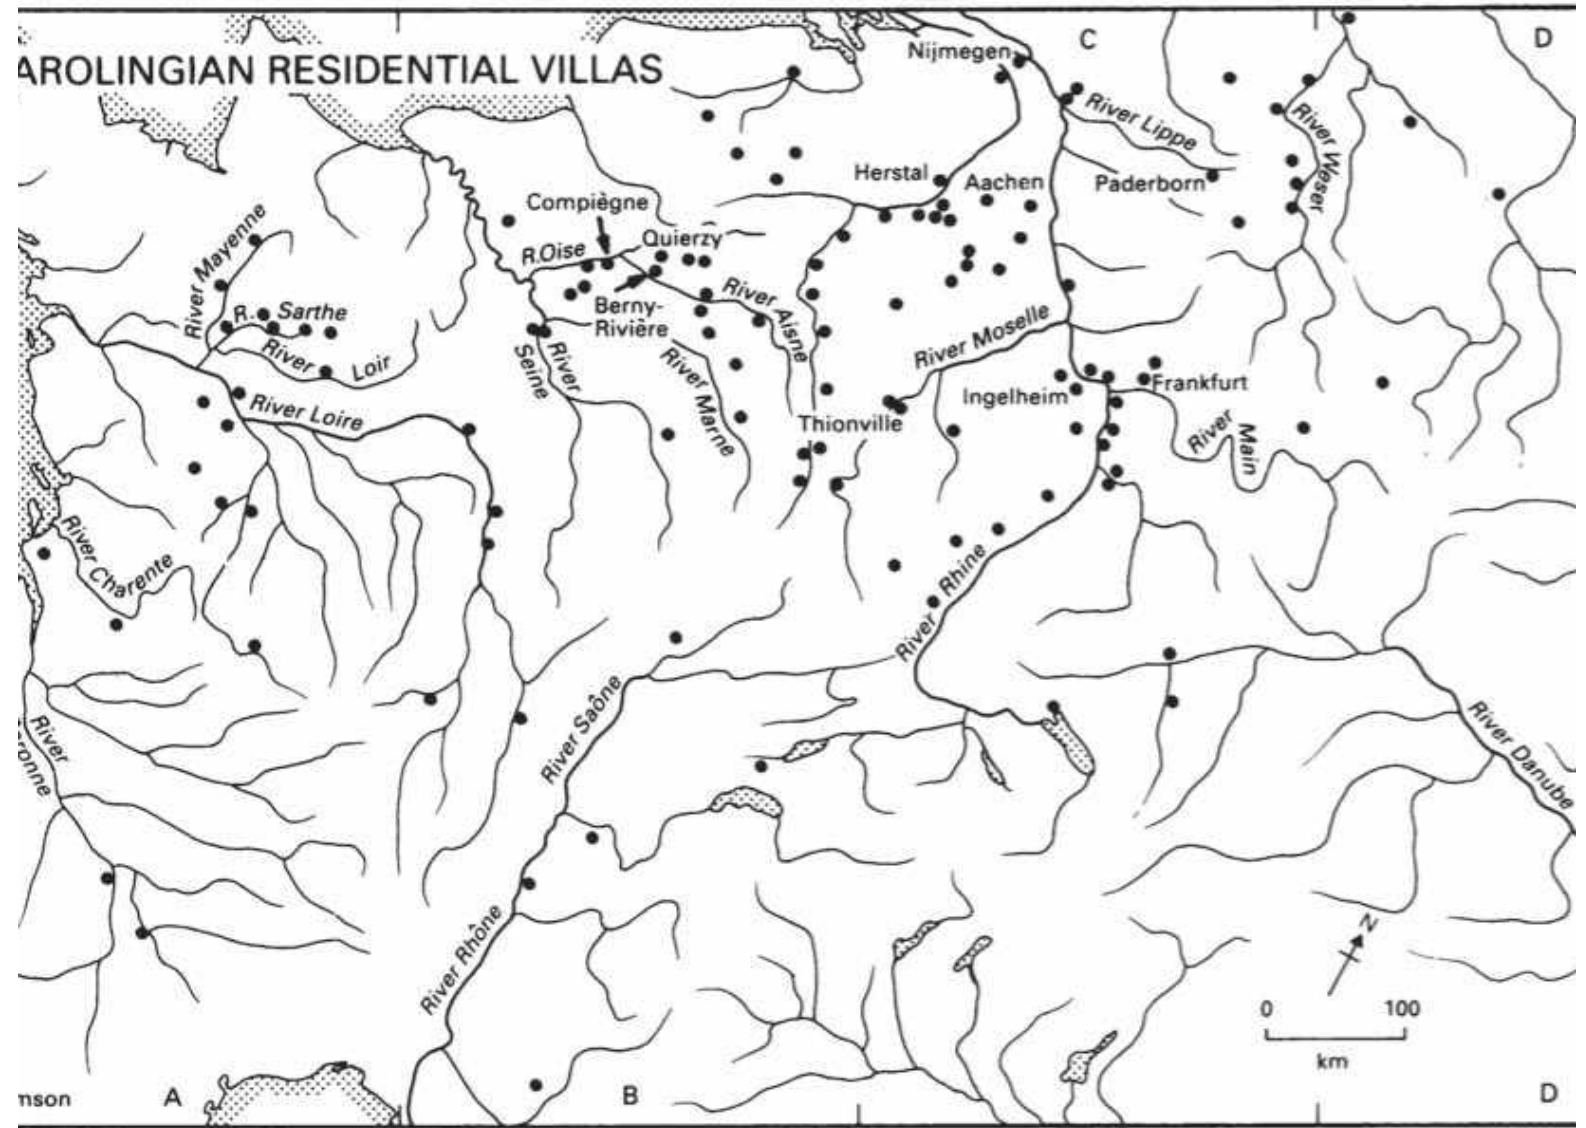 AROLINGIAN RESIDENTIAL VILLAS
C
D
Nijmegen
River Lippe
River Weser
Herstal
Aachen
Paderborn
Compiègne
River Mayenne
R.Oise
Quierzy
R. Sarthe
Berny-
Rivière
River Aisne
River Moselle
River Loir
River
Seine
River Marne
Ingelheim
Frankfurt
River Loire
Thionville
River
Main
River Charente
River Rhine
River
ronne
River Saône
River Danube
River Rhône
N
0 100
km
mson
A
B
D